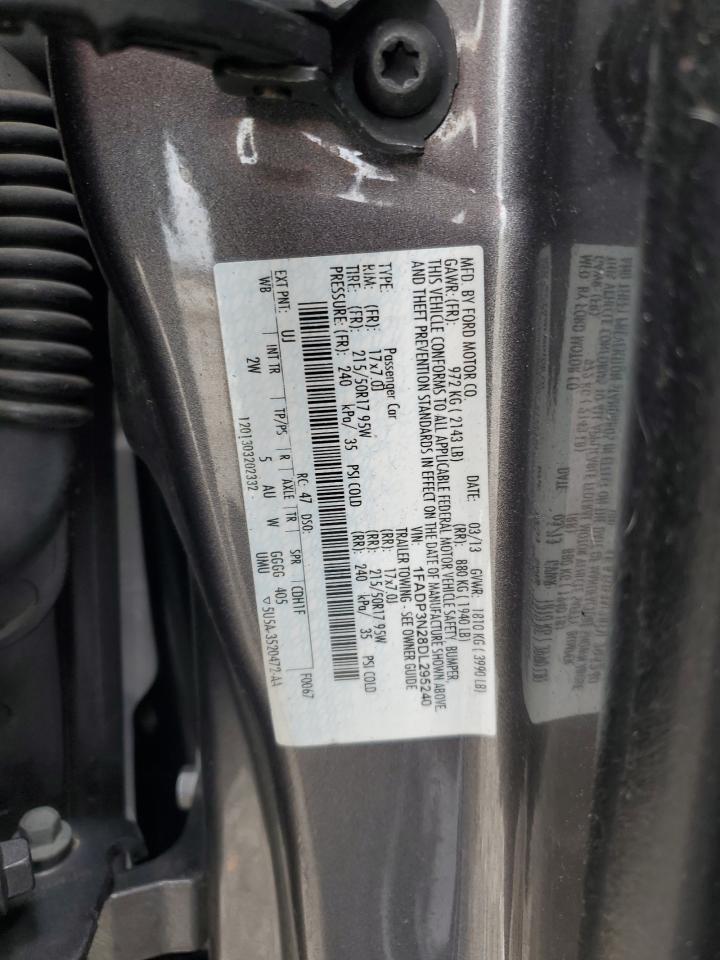 MFD. BY FORD MOTOR CO.
DATE: 03/13 GVWR: 1810 KG ( 3990 LB)
GAWR: (FR): 972 KG ( 2143 LB) (RR): 880 KG ( 1940 LB)
THIS VEHICLE CONFORMS TO ALL APPLICABLE FEDERAL MOTOR VEHICLE SAFETY, BUMPER,
AND THEFT PREVENTION STANDARDS IN EFFECT ON THE DATE OF MANUFACTURE SHOWN ABOVE.
VIN: 1FADP3N28DL295240
TYPE: Passenger Car TRAILER TOWING - SEE OWNER GUIDE
RIM: (FR): 17x7.0J (RR): 17x7.0J
TIRE: (FR): 215/50R17 95W (RR): 215/50R17 95W
PRESSURE: (FR): 240 kPa/ 35 PSI COLD (RR): 240 kPa/ 35 PSI COLD
F0067
EXT PNT: UJ RC: 47 DSO:
WB INT TR TP/PS R AXLE TR SPR CDH1F
2W 5 AU W GGGG 405 UMU
1201303202332 ▽5U5A-3520472-AA